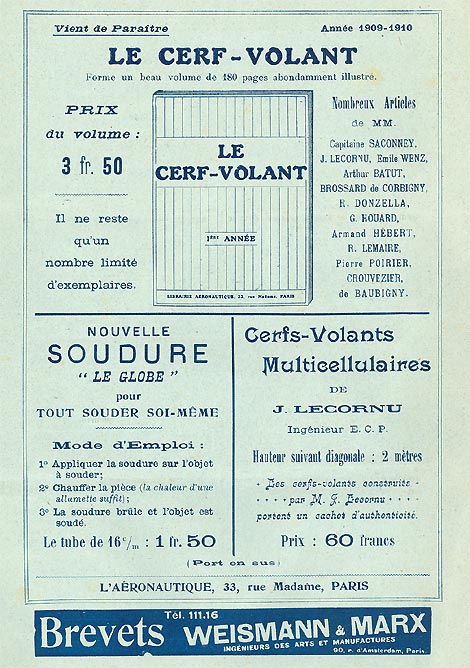 Vient de Paraître
Année 1909-1910
LE CERF-VOLANT
Forme un beau volume de 180 pages abondamment illustré.
PRIX
du volume :
3 fr. 50
Il ne reste
qu'un
nombre limité
d'exemplaires.
LE
CERF-VOLANT
1ère ANNÉE
LIBRAIRIE AÉRONAUTIQUE, 33, rue Madame, PARIS
Nombreux Articles
de MM.
Capitaine SACONNEY,
J. LECORNU, Emile WENZ,
Arthur BATUT,
BROSSARD de CORBIGNY,
R. DONZELLA,
G. HOUARD,
Armand HEBERT,
R. LEMAIRE,
Pierre POIRIER,
CROUVEZIER,
de BAUBIGNY.
NOUVELLE
SOUDURE
" LE GLOBE "
pour
TOUT SOUDER SOI-MÊME
Mode d'Emploi :
1º Appliquer la soudure sur l'objet
à souder;
2º Chauffer la pièce (la chaleur d'une
allumette suffit);
3º La soudure brûle et l'objet est
soudé.
Le tube de 16 c/m : 1 fr. 50
Cerfs-Volants
Multicellulaires
DE
J. LECORNU
Ingénieur E. C. P.
Hauteur suivant diagonale : 2 mètres
- Les cerfs-volants construits -
- - - - par M. J. Lecornu - - - -
portent un cachet d'authenticité.
Prix : 60 francs
(Port en sus)
L'AÉRONAUTIQUE, 33, rue Madame, PARIS
Tél. 111.16
Brevets WEISMANN & MARX
INGÉNIEURS DES ARTS ET MANUFACTURES
90, r. d'Amsterdam, Paris.